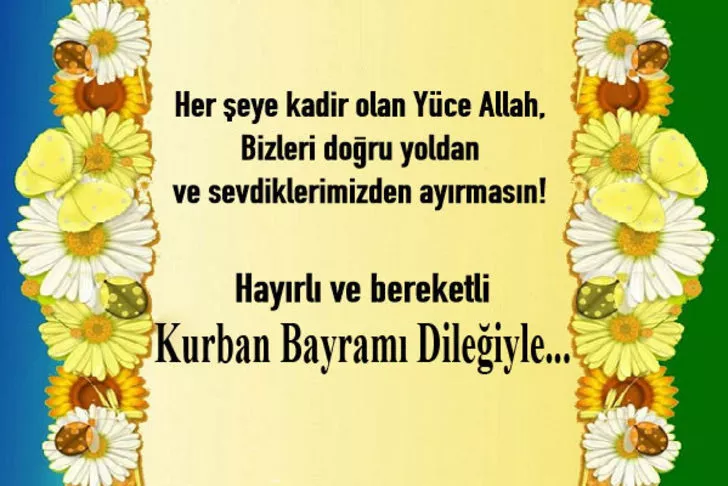 Her şeye kadir olan Yüce Allah,
Bizleri doğru yoldan
ve sevdiklerimizden ayırmasın!
Hayırlı ve bereketli
Kurban Bayramı Dileğiyle...